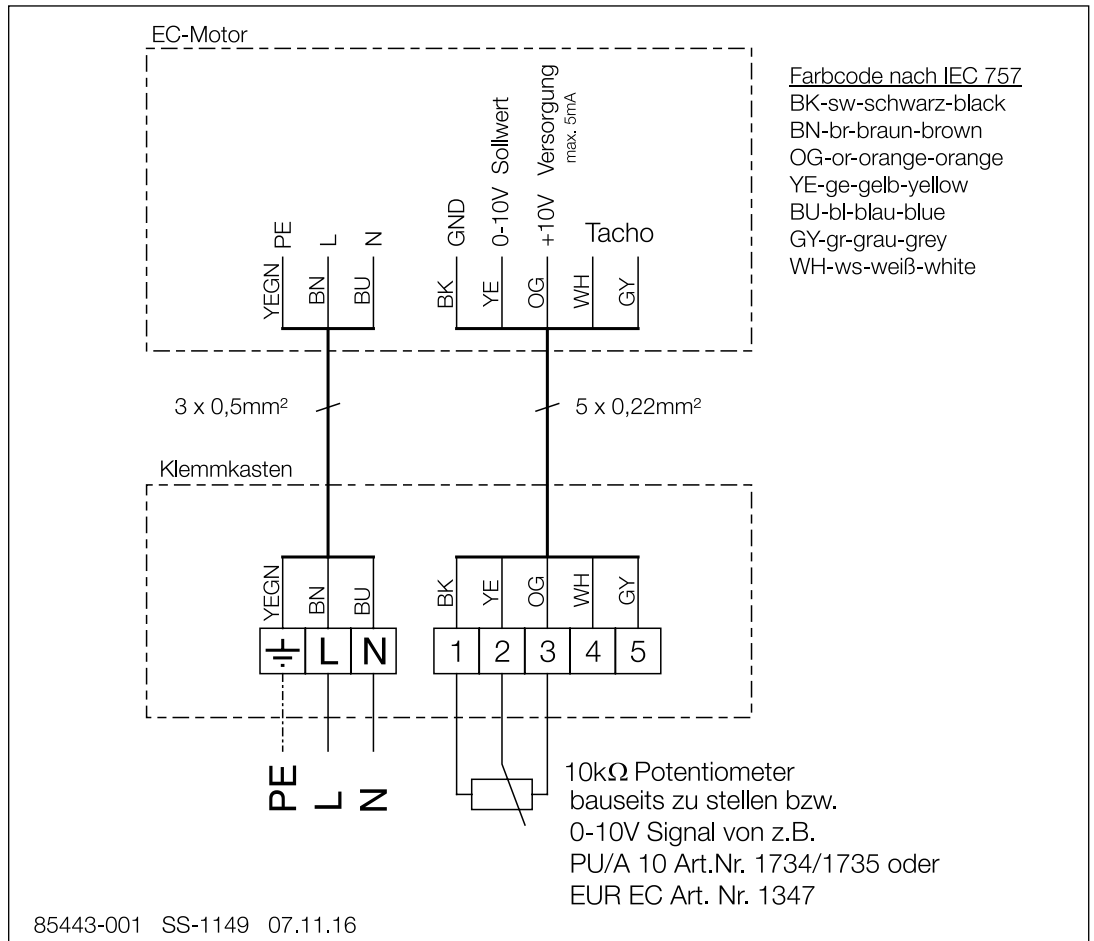 EC-Motor
Farbcode nach IEC 757
BK-sw-schwarz-black
BN-br-braun-brown
OG-or-orange-orange
YE-ge-gelb-yellow
BU-bl-blau-blue
GY-gr-grau-grey
WH-ws-weiß-white
PE
L
N
GND
0-10V Sollwert
+10V Versorgung
max. 5mA
Tacho
YEGN
BN
BU
BK
YE
OG
WH
GY
3 x 0,5mm²
5 x 0,22mm²
Klemmkasten
YEGN
BN
BU
BK
YE
OG
WH
GY
L
N
1
2
3
4
5
PE
L
N
10kΩ Potentiometer
bauseits zu stellen bzw.
0-10V Signal von z.B.
PU/A 10 Art.Nr. 1734/1735 oder
EUR EC Art. Nr. 1347
85443-001 SS-1149 07.11.16